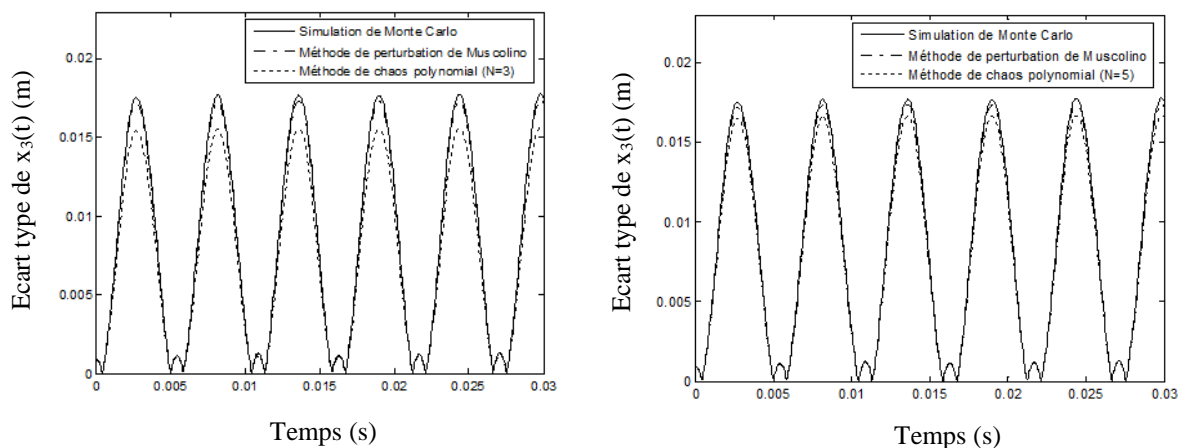 Simulation de Monte Carlo
Méthode de perturbation de Muscolino
Méthode de chaos polynomial (N=3)
Ecart type de x3(t) (m)
0.02
0.015
0.01
0.005
0
0 0.005 0.01 0.015 0.02 0.025 0.03
Temps (s)
Simulation de Monte Carlo
Méthode de perturbation de Muscolino
Méthode de chaos polynomial (N=5)
Ecart type de x3(t) (m)
0.02
0.015
0.01
0.005
0
0 0.005 0.01 0.015 0.02 0.025 0.03
Temps (s)